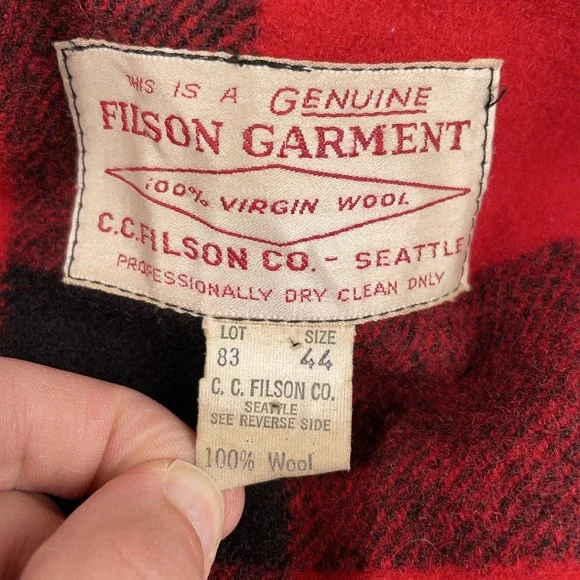 THIS IS A GENUINE
FILSON GARMENT
100% VIRGIN WOOL
C.C.FILSON CO. - SEATTLE
PROFESSIONALLY DRY CLEAN ONLY
LOT SIZE
83 44
C. C. FILSON CO.
SEATTLE
SEE REVERSE SIDE
100% Wool